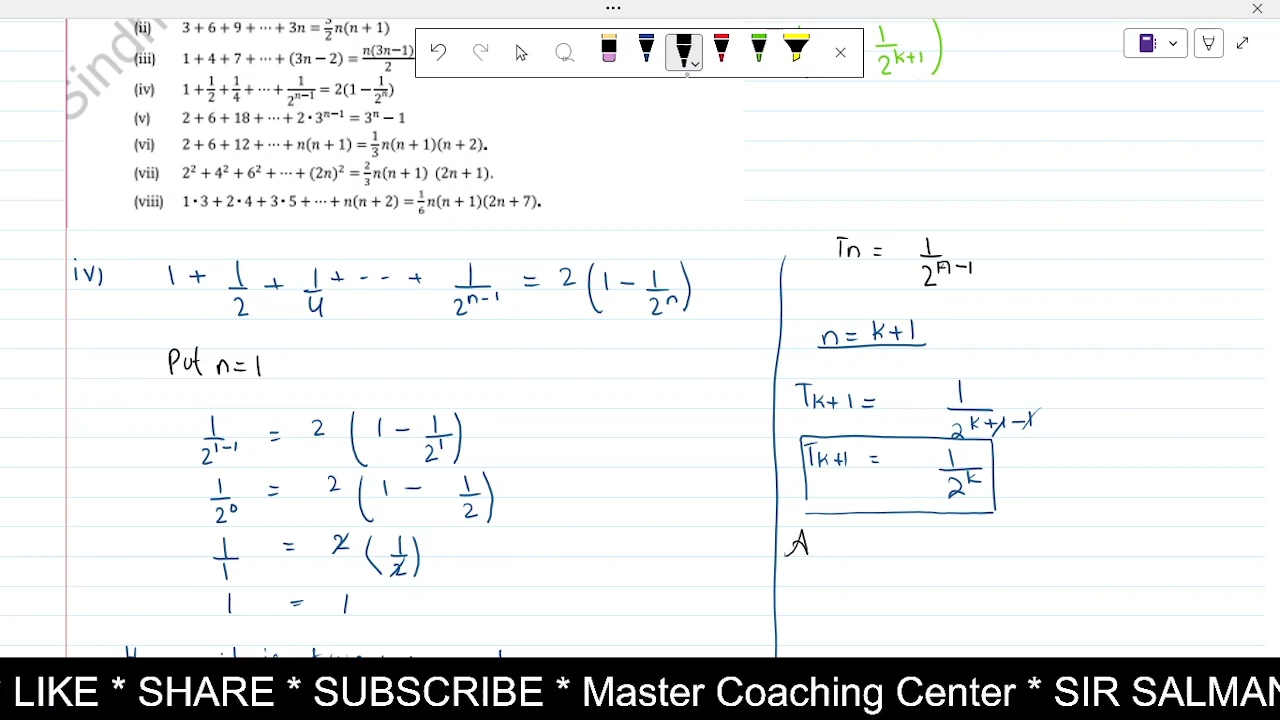 Sindh
(ii) 3 + 6 + 9 + ⋯ + 3n = 3/2 n(n + 1)
(iii) 1 + 4 + 7 + ⋯ + (3n − 2) = n(3n−1)/2
(iv) 1 + 1/2 + 1/4 + ⋯ + 1/2^(n−1) = 2(1 − 1/2^n)
(v) 2 + 6 + 18 + ⋯ + 2 • 3^(n−1) = 3^n − 1
(vi) 2 + 6 + 12 + ⋯ + n(n + 1) = 1/3 n(n + 1)(n + 2).
(vii) 2² + 4² + 6² + ⋯ + (2n)² = 2/3 n(n + 1) (2n + 1).
(viii) 1 • 3 + 2 • 4 + 3 • 5 + ⋯ + n(n + 2) = 1/6 n(n + 1)(2n + 7).
1/2^(k+1) )
iv) 1 + 1/2 + 1/4 + - - + 1/2^(n-1) = 2 (1 - 1/2^n)
Put n=1
1/2^(1-1) = 2 (1 - 1/2^1)
1/2^0 = 2 (1 - 1/2)
1/1 = 2 (1/2)
1 = 1
Tn = 1/2^(n-1)
n = k+1
Tk+1 = 1/2^(k+1-1)
Tk+1 = 1/2^k
A
LIKE * SHARE * SUBSCRIBE * Master Coaching Center * SIR SALMAN